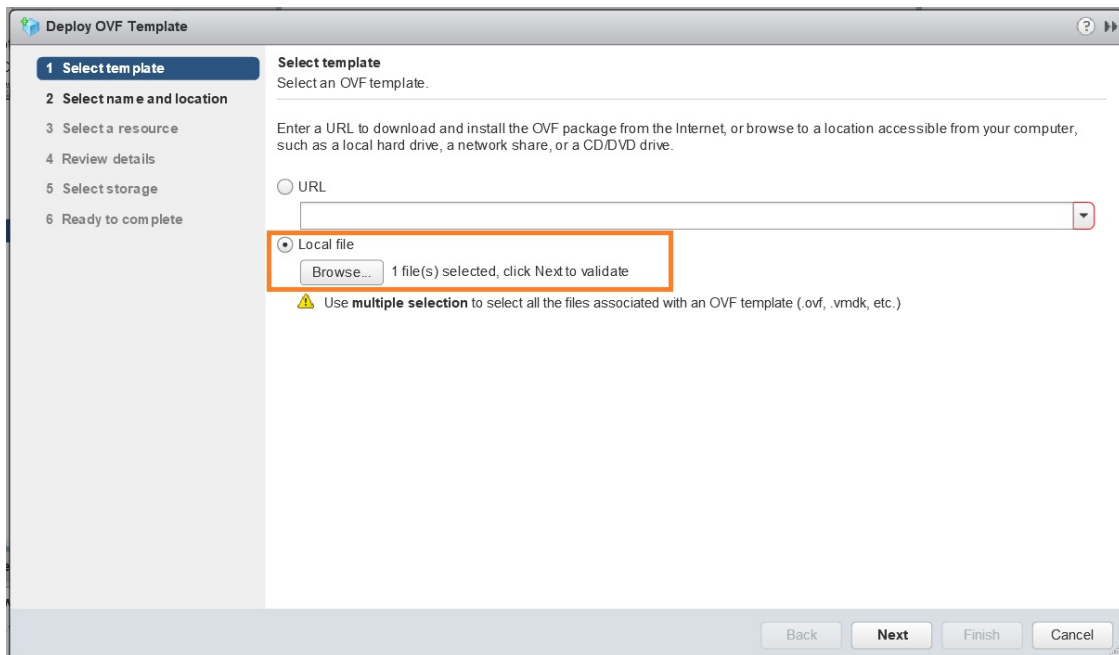 Deploy OVF Template
?
1 Select template
2 Select name and location
3 Select a resource
4 Review details
5 Select storage
6 Ready to complete
Select template
Select an OVF template.
Enter a URL to download and install the OVF package from the Internet, or browse to a location accessible from your computer,
such as a local hard drive, a network share, or a CD/DVD drive.
URL
Local file
Browse... 1 file(s) selected, click Next to validate
Use multiple selection to select all the files associated with an OVF template (.ovf, .vmdk, etc.)
Back Next Finish Cancel